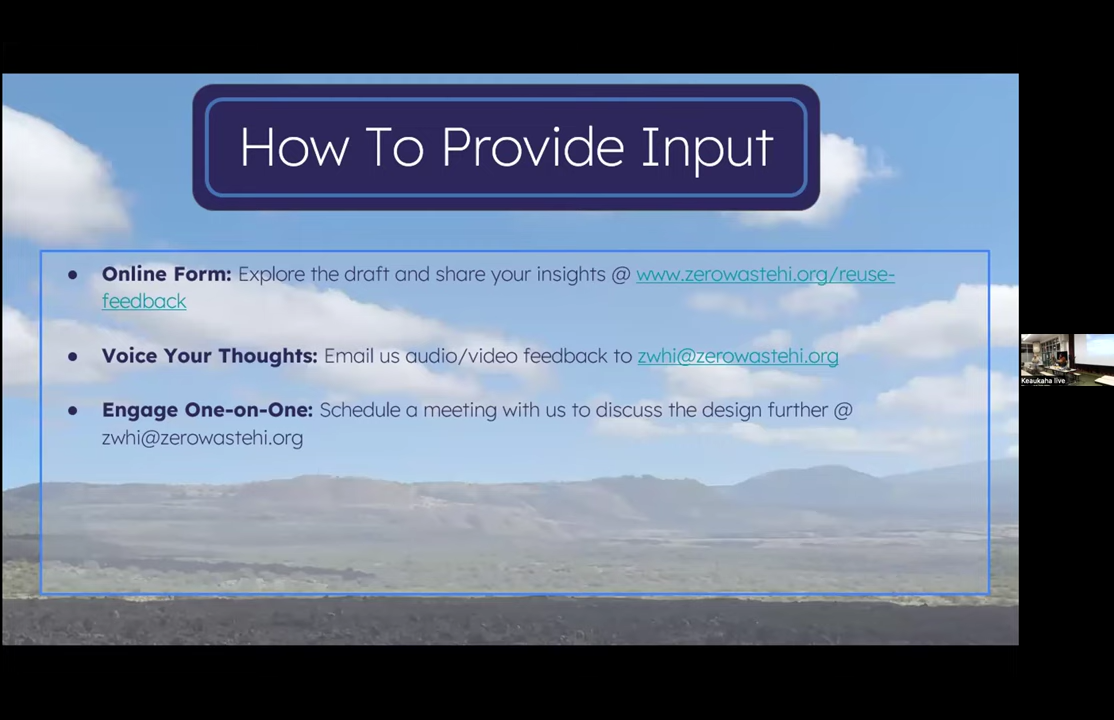 How To Provide Input
● Online Form: Explore the draft and share your insights @ www.zerowastehi.org/reuse-
feedback
● Voice Your Thoughts: Email us audio/video feedback to zwhi@zerowastehi.org
● Engage One-on-One: Schedule a meeting with us to discuss the design further @
zwhi@zerowastehi.org
Keaukaha live